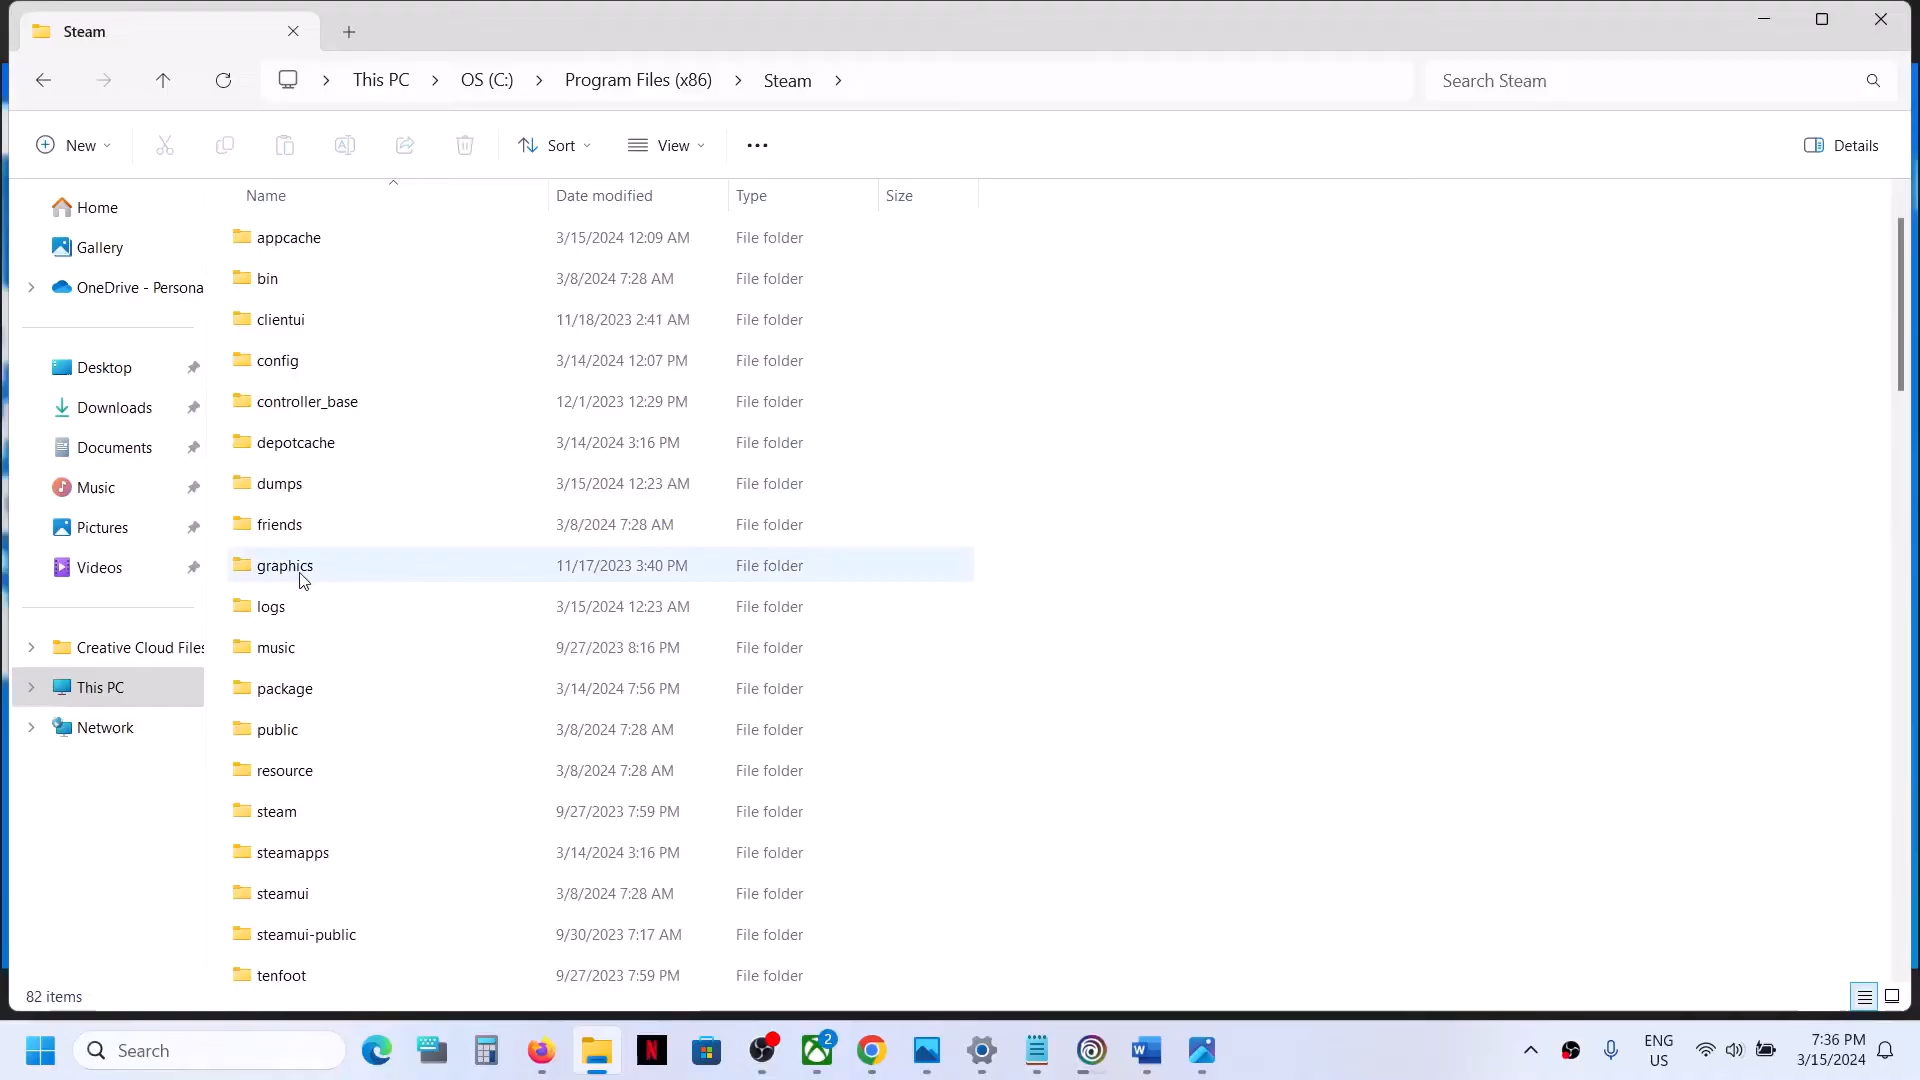 Steam
This PC > OS (C:) > Program Files (x86) > Steam >
Search Steam
New
Sort
View
Details
Name Date modified Type Size
Home
Gallery
OneDrive - Persona
Desktop
Downloads
Documents
Music
Pictures
Videos
Creative Cloud Files
This PC
Network
appcache 3/15/2024 12:09 AM File folder
bin 3/8/2024 7:28 AM File folder
clientui 11/18/2023 2:41 AM File folder
config 3/14/2024 12:07 PM File folder
controller_base 12/1/2023 12:29 PM File folder
depotcache 3/14/2024 3:16 PM File folder
dumps 3/15/2024 12:23 AM File folder
friends 3/8/2024 7:28 AM File folder
graphics 11/17/2023 3:40 PM File folder
logs 3/15/2024 12:23 AM File folder
music 9/27/2023 8:16 PM File folder
package 3/14/2024 7:56 PM File folder
public 3/8/2024 7:28 AM File folder
resource 3/8/2024 7:28 AM File folder
steam 9/27/2023 7:59 PM File folder
steamapps 3/14/2024 3:16 PM File folder
steamui 3/8/2024 7:28 AM File folder
steamui-public 9/30/2023 7:17 AM File folder
tenfoot 9/27/2023 7:59 PM File folder
82 items
Search
2
ENG
US
7:36 PM
3/15/2024